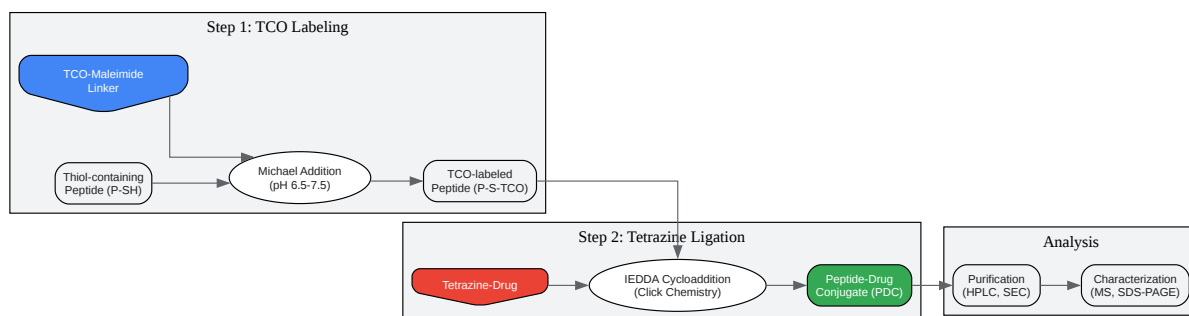 Step 1: TCO Labeling
TCO-Maleimide
Linker
Thiol-containing
Peptide (P-SH)
Michael Addition
(pH 6.5-7.5)
TCO-labeled
Peptide (P-S-TCO)
Step 2: Tetrazine Ligation
Tetrazine-Drug
IEDDA Cycloaddition
(Click Chemistry)
Peptide-Drug
Conjugate (PDC)
Analysis
Purification
(HPLC, SEC)
Characterization
(MS, SDS-PAGE)